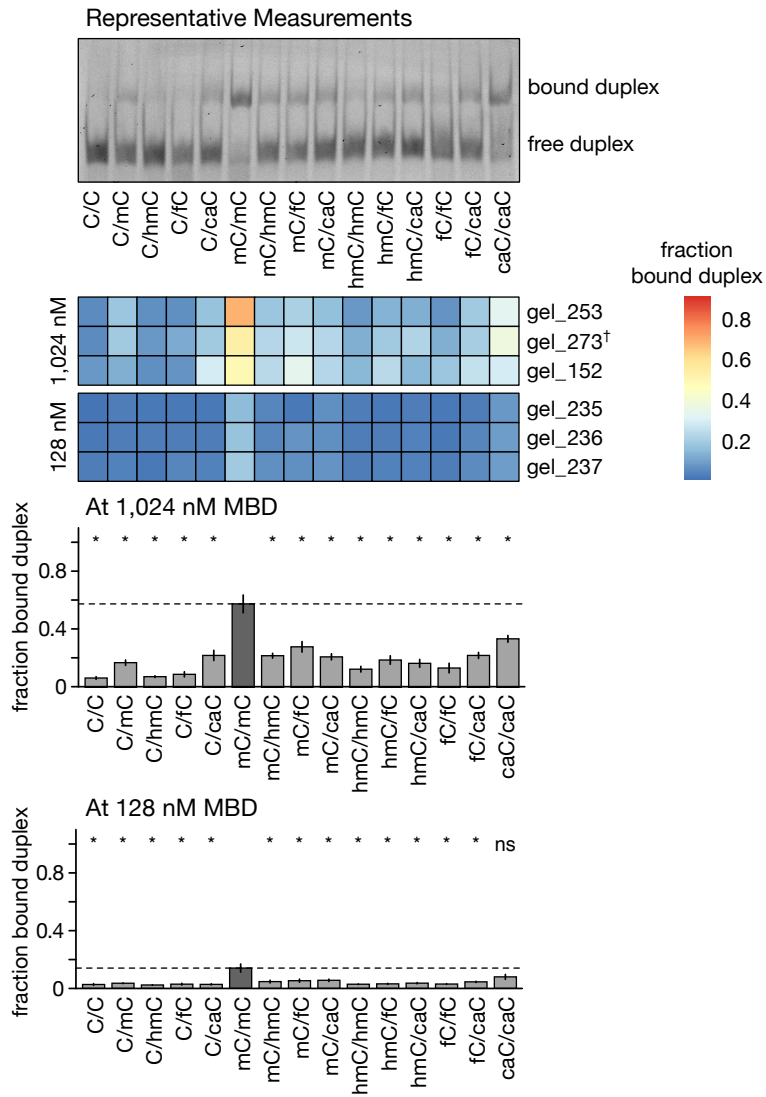 Representative Measurements
bound duplex
free duplex
C/C
C/mC
C/hmC
C/fC
C/caC
mC/mC
mC/hmC
mC/fC
mC/caC
hmC/hmC
hmC/fC
hmC/caC
fC/fC
fC/caC
caC/caC
fraction
bound duplex
0.8
0.6
0.4
0.2
1,024 nM
gel_253
gel_273†
gel_152
128 nM
gel_235
gel_236
gel_237
At 1,024 nM MBD
fraction bound duplex
* * * * * * * * * * * * * *
0.8
0.4
0
C/C
C/mC
C/hmC
C/fC
C/caC
mC/mC
mC/hmC
mC/fC
mC/caC
hmC/hmC
hmC/fC
hmC/caC
fC/fC
fC/caC
caC/caC
At 128 nM MBD
fraction bound duplex
* * * * * * * * * * * * * ns
0.8
0.4
0
C/C
C/mC
C/hmC
C/fC
C/caC
mC/mC
mC/hmC
mC/fC
mC/caC
hmC/hmC
hmC/fC
hmC/caC
fC/fC
fC/caC
caC/caC